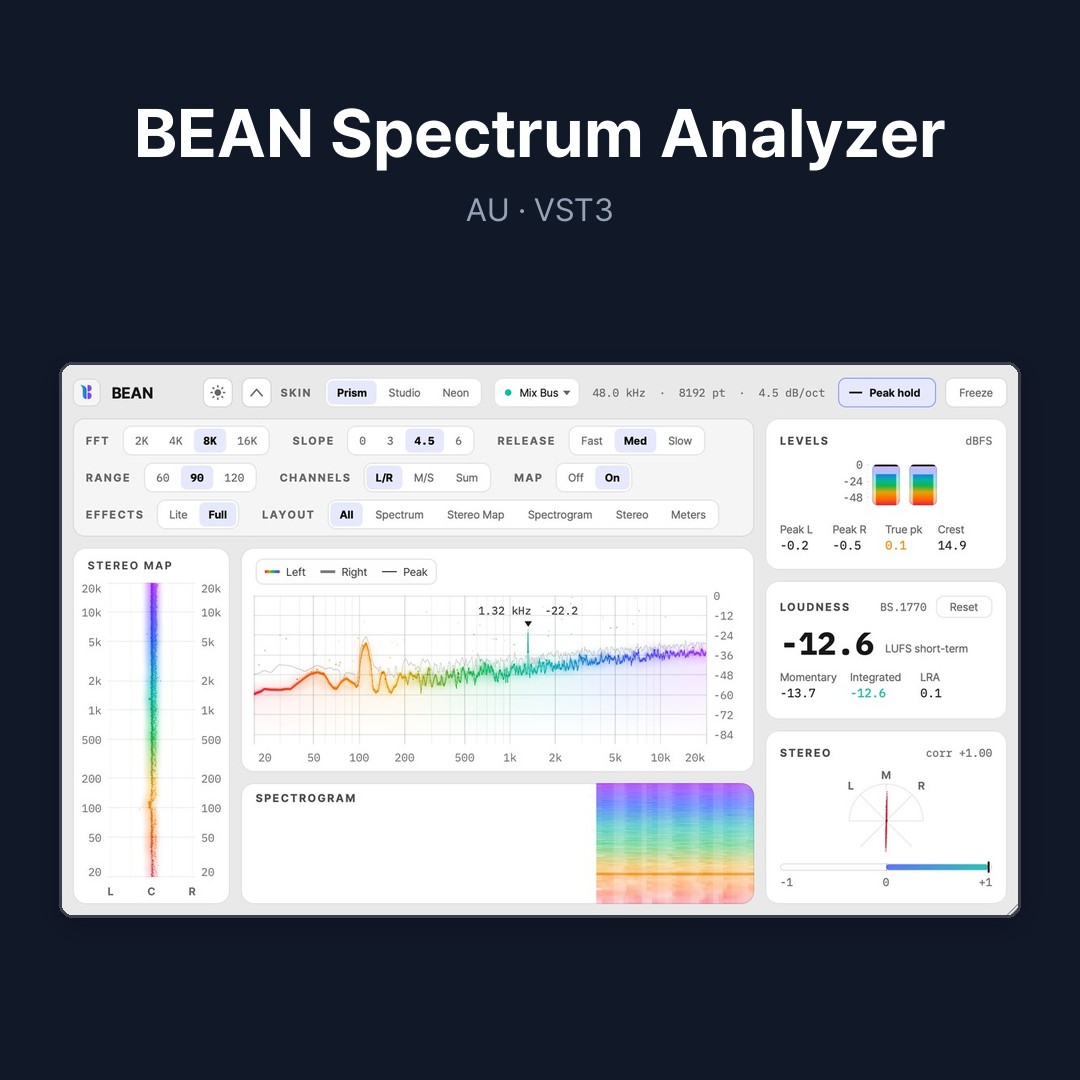 BEAN Spectrum Analyzer
AU · VST3
BEAN SKIN Prism Studio Neon Mix Bus 48.0 kHz · 8192 pt · 4.5 dB/oct Peak hold Freeze
FFT 2K 4K 8K 16K SLOPE 0 3 4.5 6 RELEASE Fast Med Slow
RANGE 60 90 120 CHANNELS L/R M/S Sum MAP Off On
EFFECTS Lite Full LAYOUT All Spectrum Stereo Map Spectrogram Stereo Meters
STEREO MAP
20k 20k
10k 10k
5k 5k
2k 2k
1k 1k
500 500
200 200
100 100
50 50
20 20
L C R
Left Right Peak
1.32 kHz -22.2
0
-12
-24
-36
-48
-60
-72
-84
20 50 100 200 500 1k 2k 5k 10k 20k
SPECTROGRAM
LEVELS dBFS
0
-24
-48
Peak L Peak R True pk Crest
-0.2 -0.5 0.1 14.9
LOUDNESS BS.1770 Reset
-12.6 LUFS short-term
Momentary Integrated LRA
-13.7 -12.6 0.1
STEREO corr +1.00
M
L R
-1 0 +1